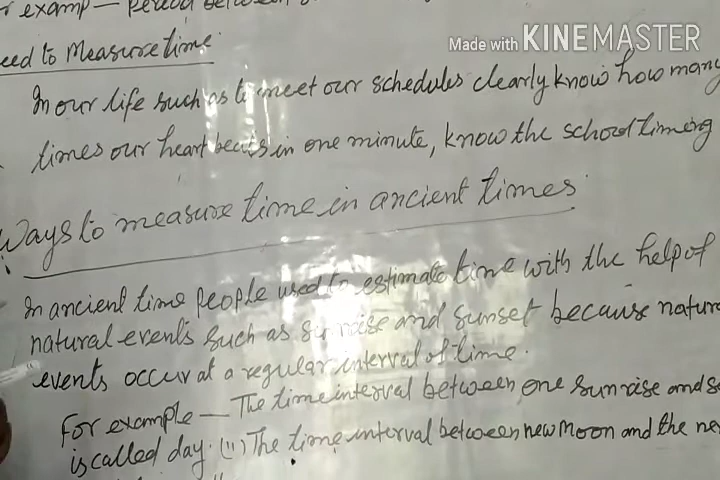 r examp — Period Between
Made with KINEMASTER
eed to Measure time
In our life such as to meet our schedules clearly know how many
times our heart beats in one minute, know the school timing
Ways to measure time in ancient times
In ancient time people used to estimate time with the help of
natural events such as sunrise and sunset because natur
events occur at a regular interval of time.
For example — The time interval between one sunrise and s
is called day. (ii) The time interval between new Moon and the ne